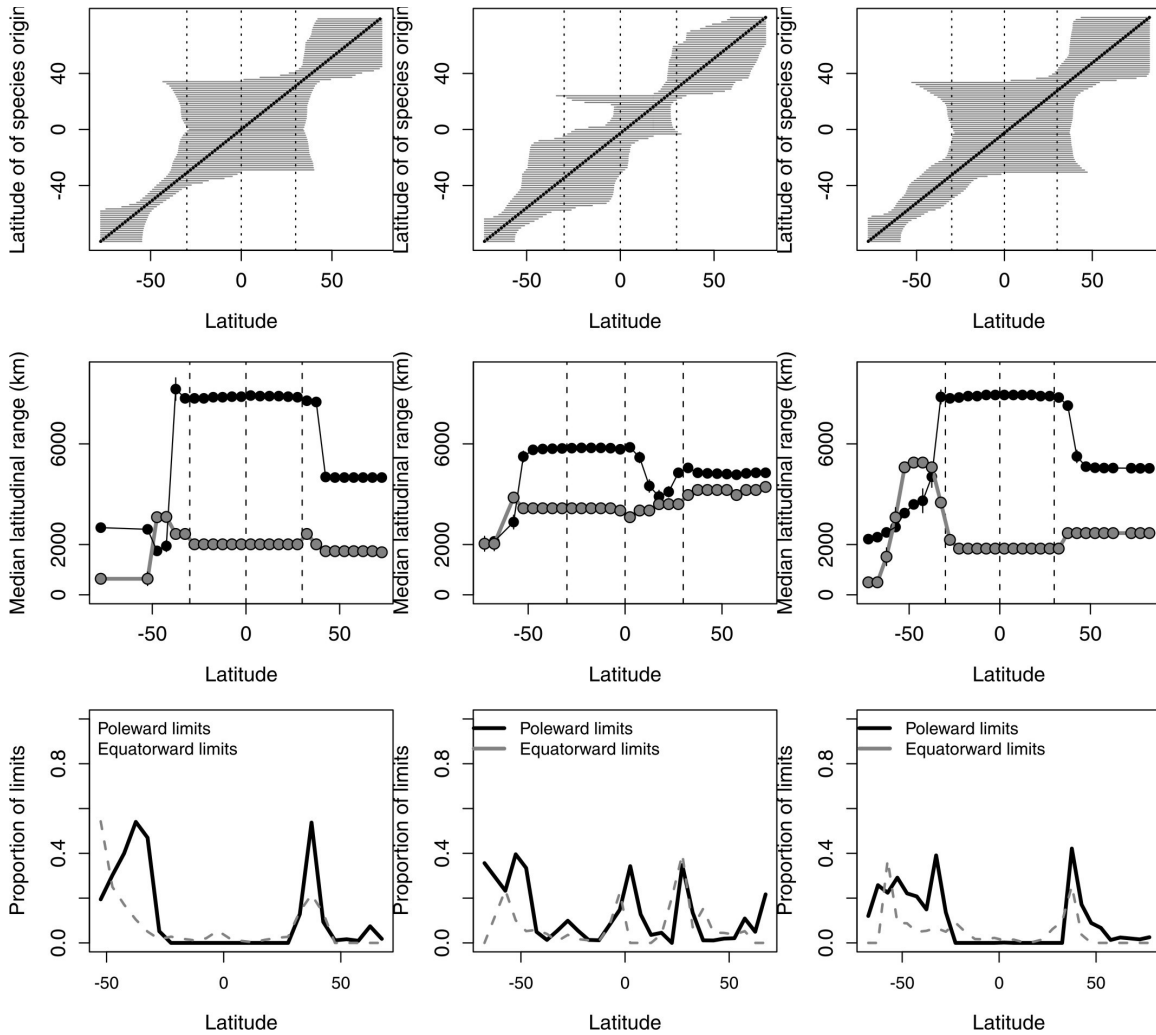 Latitude of of species origin
40
0
-40
-50 0 50
Latitude
Latitude of of species origin
40
0
-40
-50 0 50
Latitude
Latitude of of species origin
40
0
-40
-50 0 50
Latitude
Median latitudinal range (km)
6000
2000
0
-50 0 50
Latitude
Median latitudinal range (km)
6000
2000
0
-50 0 50
Latitude
Median latitudinal range (km)
6000
2000
0
-50 0 50
Latitude
Proportion of limits
0.8
0.4
0.0
Poleward limits
Equatorward limits
-50 0 50
Latitude
Proportion of limits
0.8
0.4
0.0
Poleward limits
Equatorward limits
-50 0 50
Latitude
Proportion of limits
0.8
0.4
0.0
Poleward limits
Equatorward limits
-50 0 50
Latitude